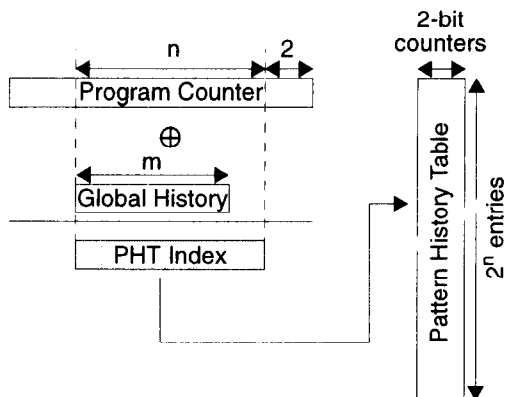 n
2
Program Counter
⊕
m
Global History
PHT Index
2-bit
counters
Pattern History Table
2ⁿ entries